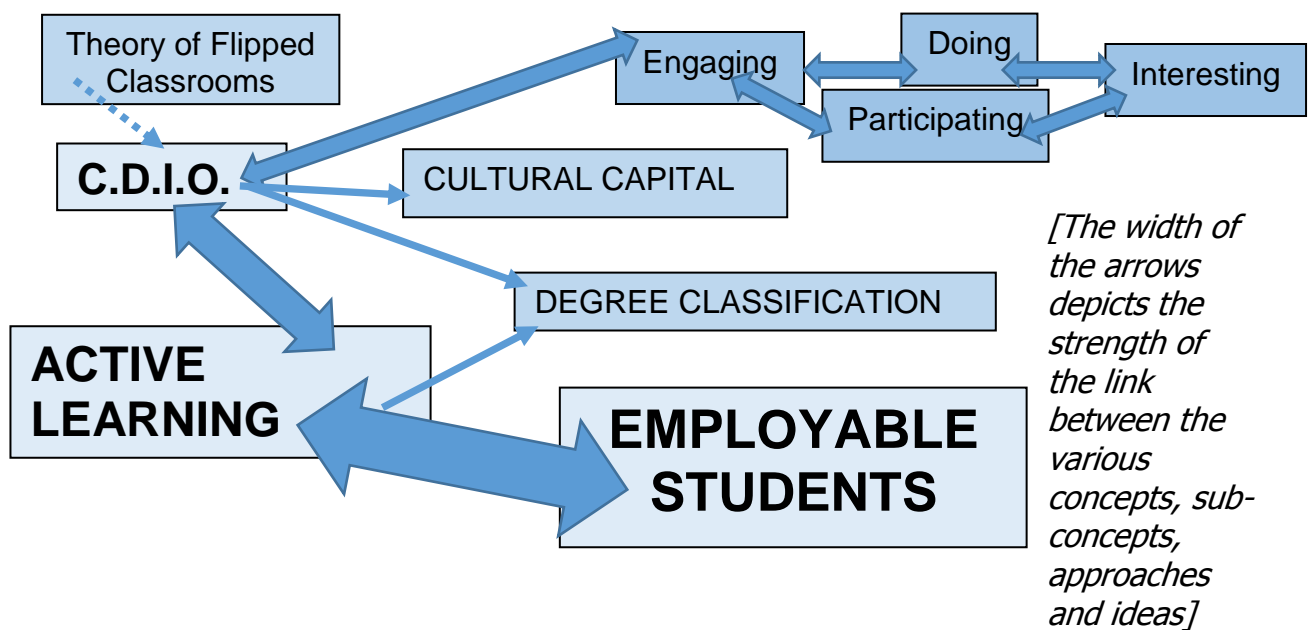 Theory of Flipped
Classrooms
Engaging
Doing
Interesting
Participating
C.D.I.O.
CULTURAL CAPITAL
DEGREE CLASSIFICATION
ACTIVE
LEARNING
EMPLOYABLE
STUDENTS
[The width of
the arrows
depicts the
strength of
the link
between the
various
concepts, sub-
concepts,
approaches
and ideas]